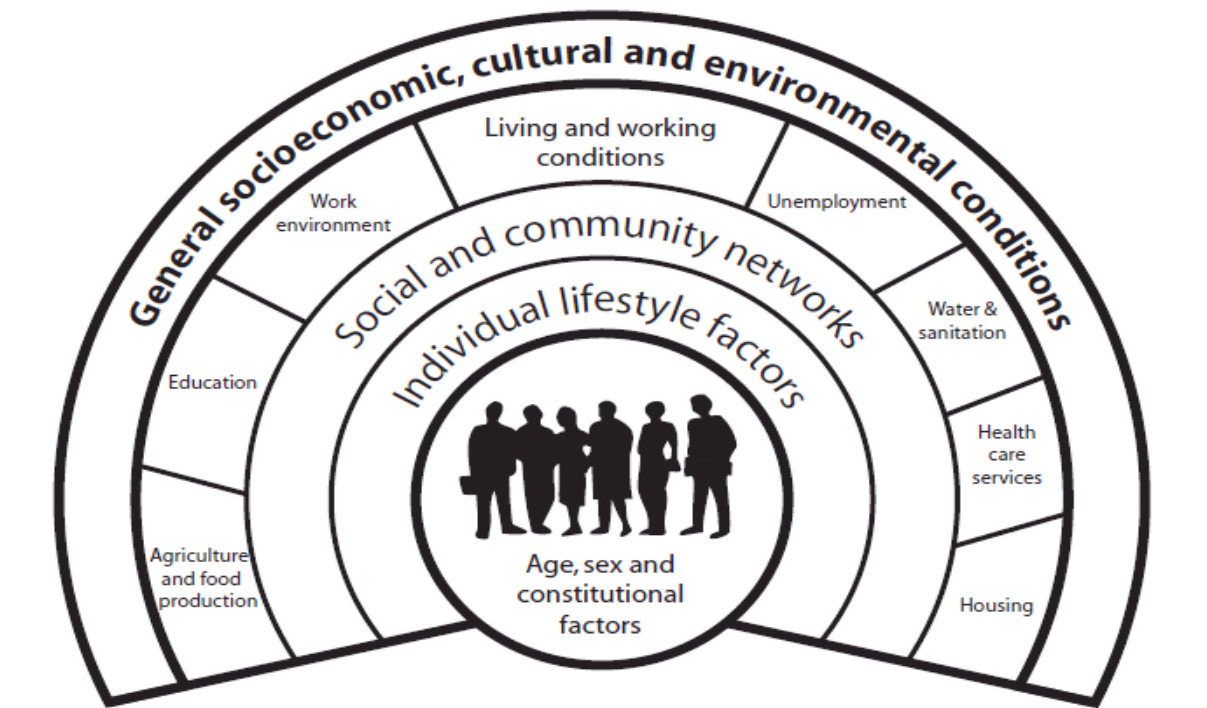 General socioeconomic, cultural and environmental conditions
Living and working
conditions
Work
environment
Unemployment
Education
Water &
sanitation
Agriculture
and food
production
Health
care
services
Housing
Social and community networks
Individual lifestyle factors
Age, sex and
constitutional
factors